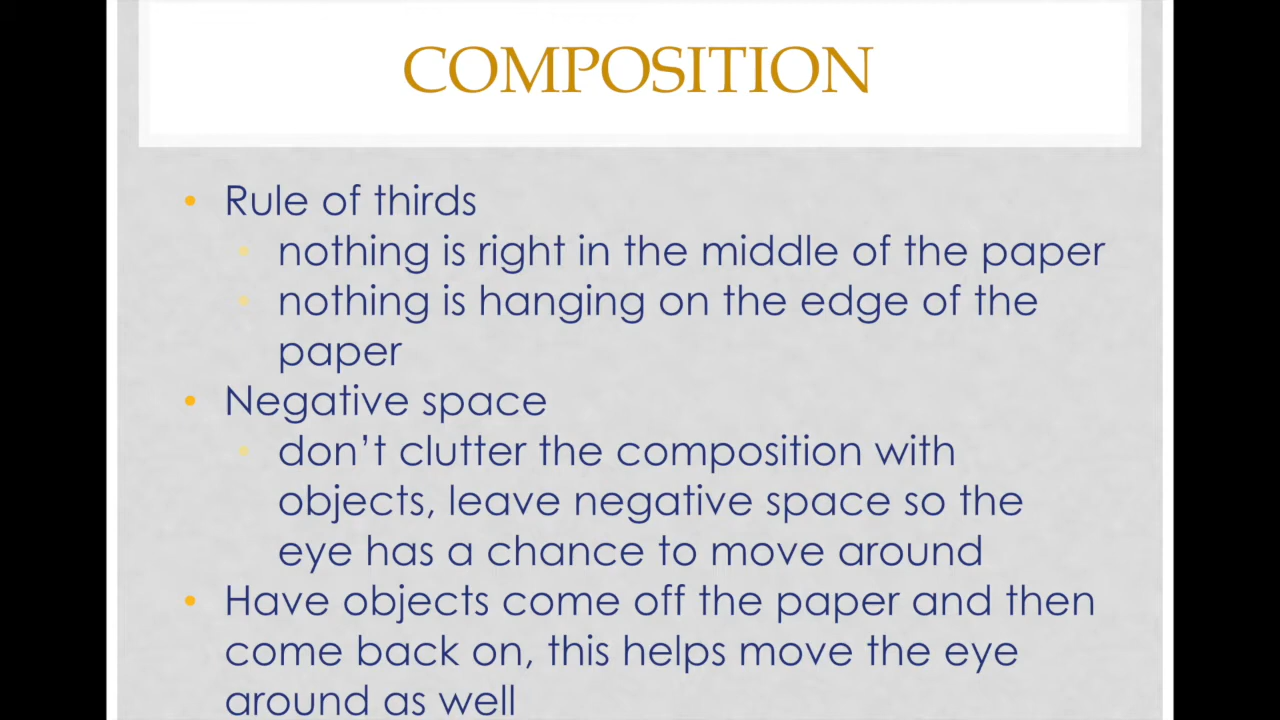 COMPOSITION
• Rule of thirds
• nothing is right in the middle of the paper
• nothing is hanging on the edge of the
paper
• Negative space
• don’t clutter the composition with
objects, leave negative space so the
eye has a chance to move around
• Have objects come off the paper and then
come back on, this helps move the eye
around as well